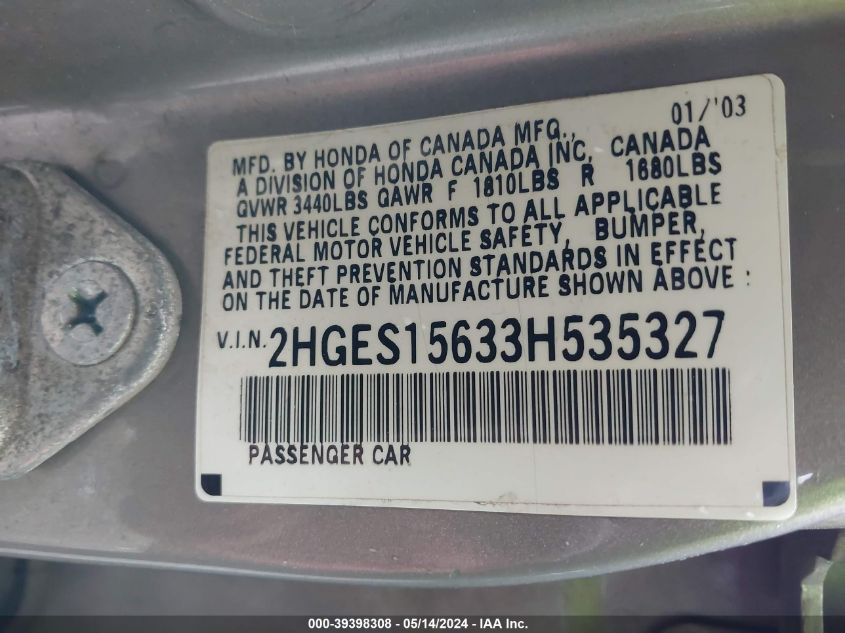 01/'03
MFD. BY HONDA OF CANADA MFG.,
A DIVISION OF HONDA CANADA INC, CANADA
GVWR 3440LBS GAWR F 1810LBS R 1680LBS
THIS VEHICLE CONFORMS TO ALL APPLICABLE
FEDERAL MOTOR VEHICLE SAFETY, BUMPER,
AND THEFT PREVENTION STANDARDS IN EFFECT
ON THE DATE OF MANUFACTURE SHOWN ABOVE :
V.I.N. 2HGES15633H535327
PASSENGER CAR
000-39398308 - 05/14/2024 - IAA Inc.